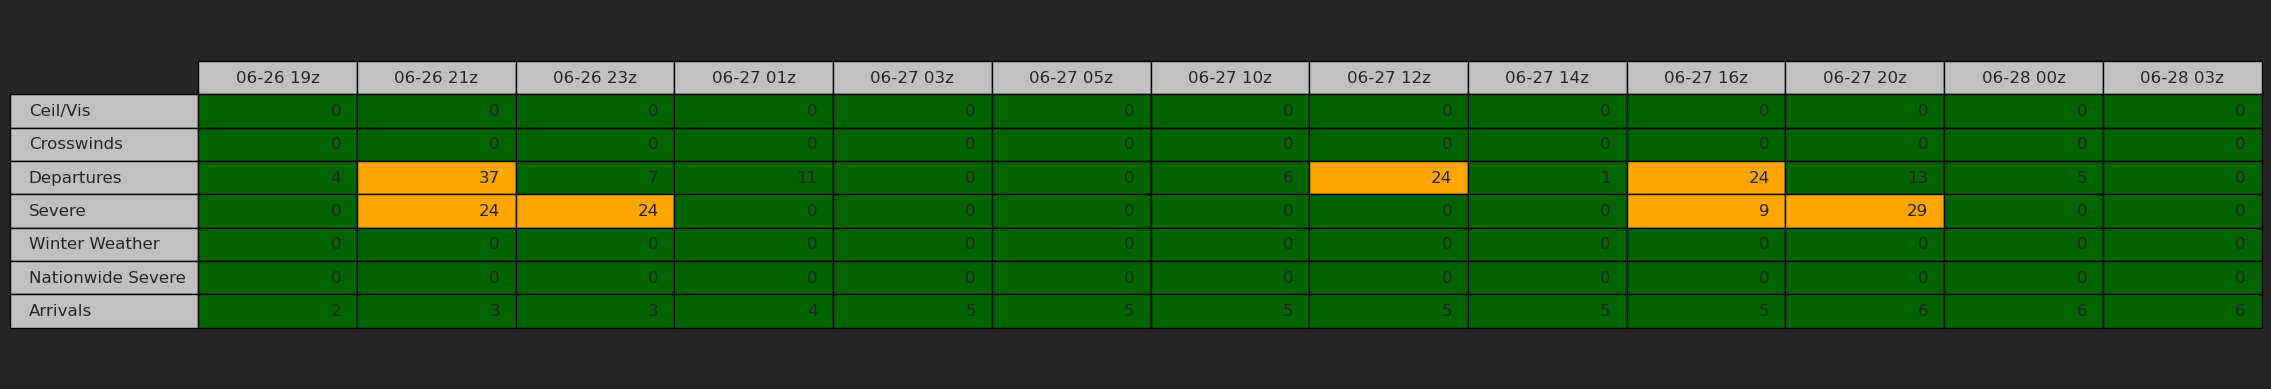 06-26 19z 06-26 21z 06-26 23z 06-27 01z 06-27 03z 06-27 05z 06-27 10z 06-27 12z 06-27 14z 06-27 16z 06-27 20z 06-28 00z 06-28 03z
Ceil/Vis 0 0 0 0 0 0 0 0 0 0 0 0 0
Crosswinds 0 0 0 0 0 0 0 0 0 0 0 0 0
Departures 4 37 7 11 0 0 6 24 1 24 13 5 0
Severe 0 24 24 0 0 0 0 0 0 9 29 0 0
Winter Weather 0 0 0 0 0 0 0 0 0 0 0 0 0
Nationwide Severe 0 0 0 0 0 0 0 0 0 0 0 0 0
Arrivals 2 3 3 4 5 5 5 5 5 5 6 6 6